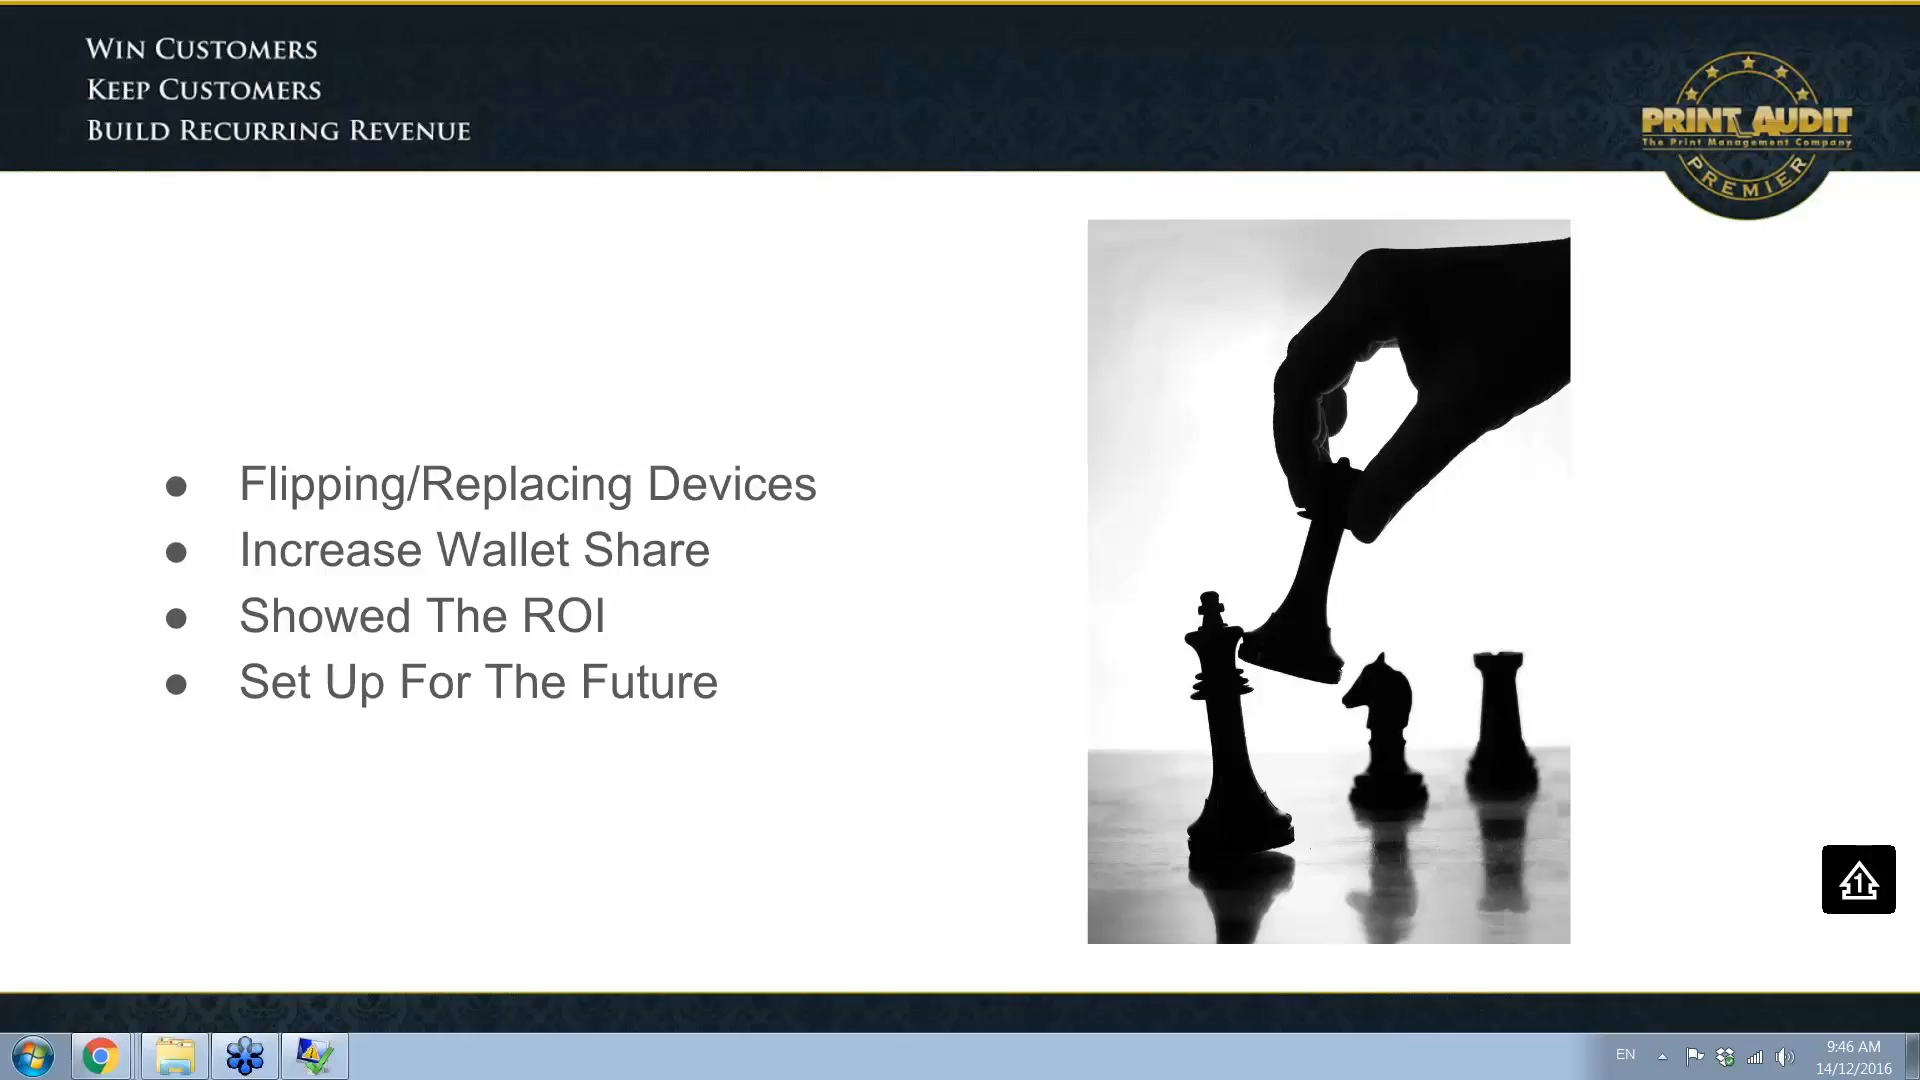 WIN CUSTOMERS
KEEP CUSTOMERS
BUILD RECURRING REVENUE
PRINT AUDIT
The Print Management Company
PREMIER
● Flipping/Replacing Devices
● Increase Wallet Share
● Showed The ROI
● Set Up For The Future
1
EN
9:46 AM
14/12/2016